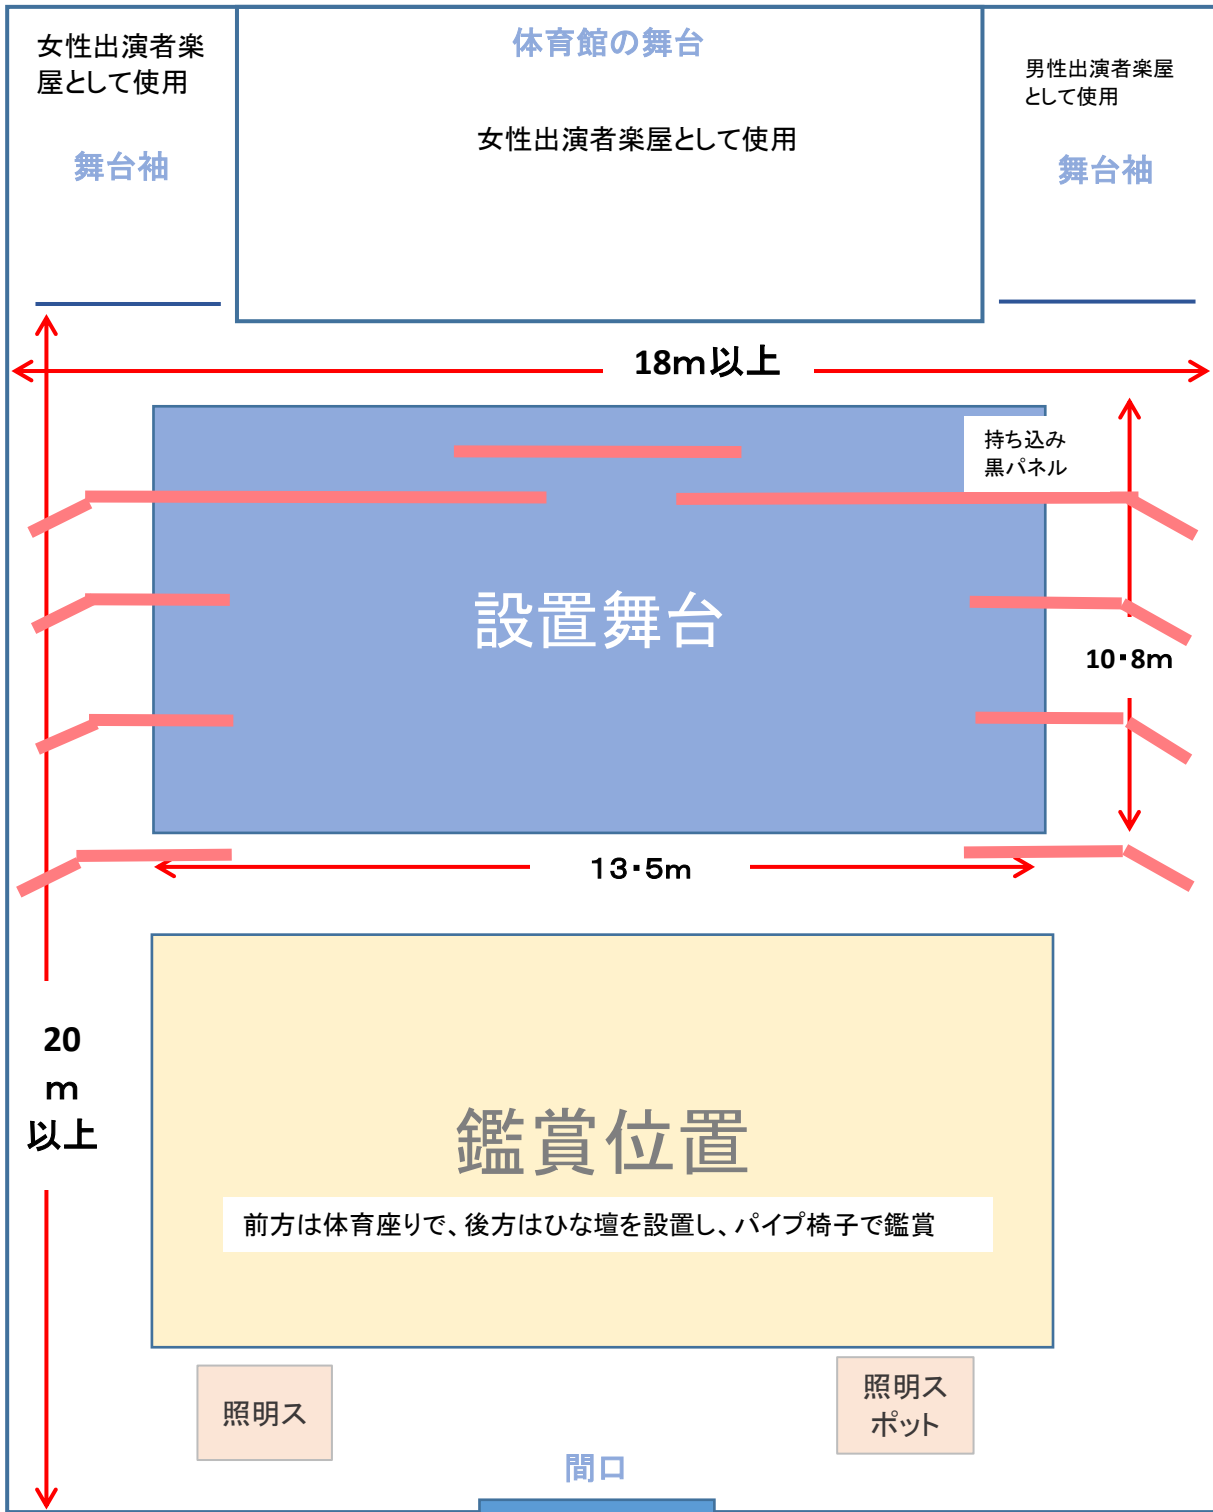 女性出演者楽
屋として使用
舞台袖
体育館の舞台
女性出演者楽屋として使用
男性出演者楽屋
として使用
舞台袖
18ｍ以上
持ち込み
黒パネル
設置舞台
10・8ｍ
13・5ｍ
20
ｍ
以上
鑑賞位置
前方は体育座りで、後方はひな壇を設置し、パイプ椅子で鑑賞
照明ス
照明ス
ポット
間口